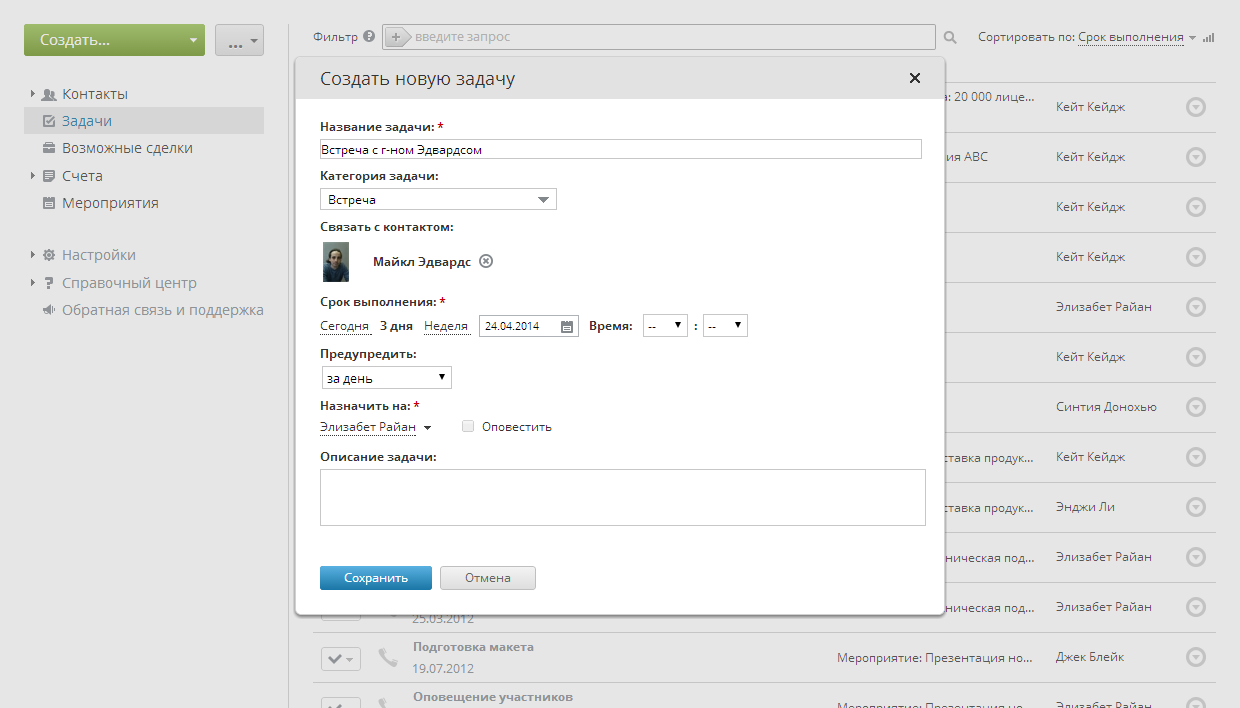 Создать...
...
Фильтр ? введите запрос
Сортировать по: Срок выполнения
Контакты
Задачи
Возможные сделки
Счета
Мероприятия
Настройки
Справочный центр
Обратная связь и поддержка
Создать новую задачу
Название задачи: *
Встреча с г-ном Эдвардсом
Категория задачи:
Встреча
Связать с контактом:
Майкл Эдвардс
Срок выполнения: *
Сегодня 3 дня Неделя 24.04.2014 Время: -- : --
Предупредить:
за день
Назначить на: *
Элизабет Райан Оповестить
Описание задачи:
Сохранить Отмена
20 000 лице... Кейт Кейдж
ия ABC Кейт Кейдж
Кейт Кейдж
Кейт Кейдж
Элизабет Райан
Кейт Кейдж
Синтия Донохью
ставка продук... Кейт Кейдж
ставка продук... Энджи Ли
ническая под... Элизабет Райан
ническая под... Элизабет Райан
25.03.2012
Подготовка макета
19.07.2012
Мероприятие: Презентация но... Джек Блейк
Оповещение участников
Мероприятие: Презентация но... Элизабет Райан